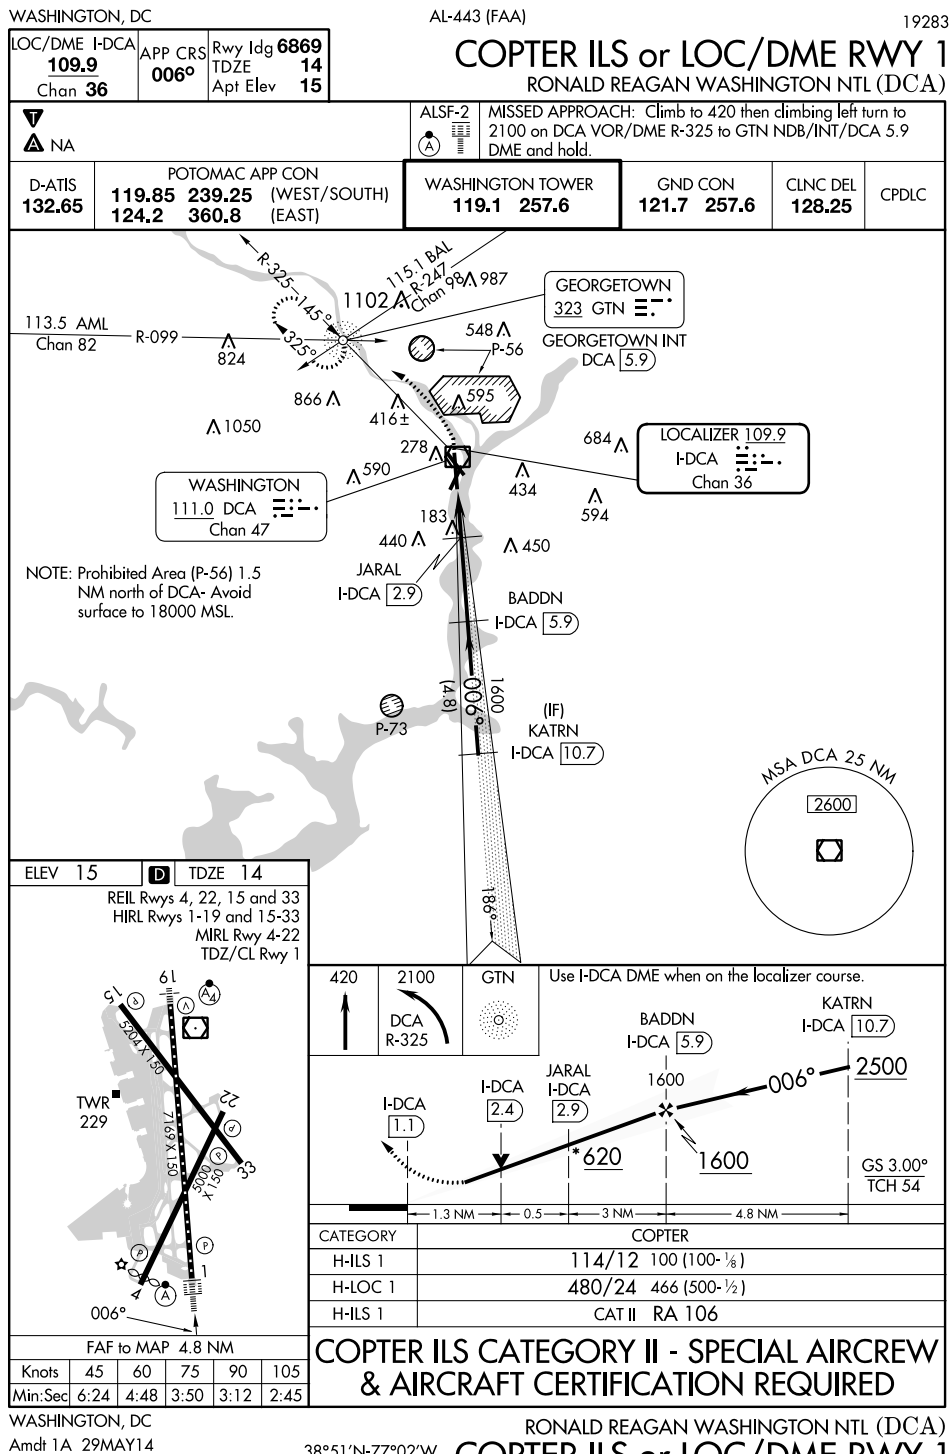 WASHINGTON, DC
AL-443 (FAA)
19283
LOC/DME I-DCA
109.9
Chan 36
APP CRS
006°
Rwy ldg 6869
TDZE 14
Apt Elev 15
COPTER ILS or LOC/DME RWY 1
RONALD REAGAN WASHINGTON NTL (DCA)
T
A NA
ALSF-2
A
MISSED APPROACH: Climb to 420 then climbing left turn to
2100 on DCA VOR/DME R-325 to GTN NDB/INT/DCA 5.9
DME and hold.
D-ATIS
132.65
POTOMAC APP CON
119.85 239.25 (WEST/SOUTH)
124.2 360.8 (EAST)
WASHINGTON TOWER
119.1 257.6
GND CON
121.7 257.6
CLNC DEL
128.25
CPDLC
R-325
145°
325°
115.1 BAL
R-247
Chan 98
987
1102
GEORGETOWN
323 GTN
GEORGETOWN INT
DCA 5.9
113.5 AML
Chan 82
R-099
824
548
P-56
595
866
416±
1050
278
590
684
LOCALIZER 109.9
I-DCA
Chan 36
WASHINGTON
111.0 DCA
Chan 47
434
594
183
440
450
NOTE: Prohibited Area (P-56) 1.5
NM north of DCA- Avoid
surface to 18000 MSL.
JARAL
I-DCA 2.9
BADDN
I-DCA 5.9
1600
006°
(4.8)
P-73
(IF)
KATRN
I-DCA 10.7
MSA DCA 25 NM
2600
186°
ELEV 15
D
TDZE 14
REIL Rwys 4, 22, 15 and 33
HIRL Rwys 1-19 and 15-33
MIRL Rwy 4-22
TDZ/CL Rwy 1
15
P
19
V
A4
5204 X 150
TWR
229
7169 X 150
22
P
5000
X 150
P
33
P
P
4
A
1
006°
FAF to MAP 4.8 NM
Knots 45 60 75 90 105
Min:Sec 6:24 4:48 3:50 3:12 2:45
420
2100
DCA
R-325
GTN
Use I-DCA DME when on the localizer course.
KATRN
I-DCA 10.7
BADDN
I-DCA 5.9
JARAL
I-DCA
2.9
I-DCA
2.4
I-DCA
1.1
1600
006°
2500
*620
1600
GS 3.00°
TCH 54
1.3 NM
0.5
3 NM
4.8 NM
CATEGORY COPTER
H-ILS 1 114/12 100 (100-⅛)
H-LOC 1 480/24 466 (500-½)
H-ILS 1 CAT II RA 106
COPTER ILS CATEGORY II - SPECIAL AIRCREW
& AIRCRAFT CERTIFICATION REQUIRED
WASHINGTON, DC
Amdt 1A 29MAY14
38°51'N-77°02'W
RONALD REAGAN WASHINGTON NTL (DCA)
COPTER ILS or LOC/DME RWY 1